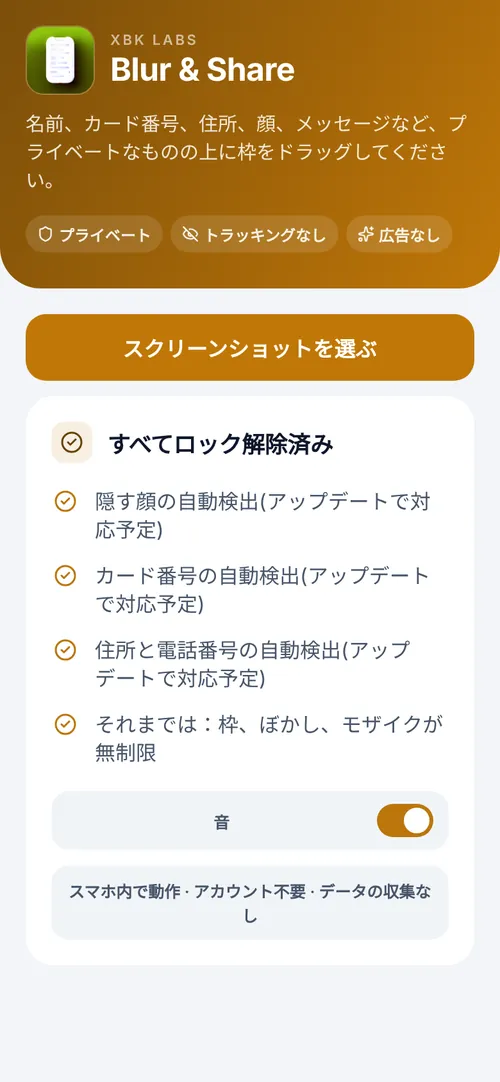 XBK LABS
Blur & Share
名前、カード番号、住所、顔、メッセージなど、プ
ライベートなものの上に枠をドラッグしてくださ
い。
プライベート
トラッキングなし
広告なし
スクリーンショットを選ぶ
すべてロック解除済み
隠す顔の自動検出(アップデートで対
応予定)
カード番号の自動検出(アップデート
で対応予定)
住所と電話番号の自動検出(アップ
デートで対応予定)
それまでは：枠、ぼかし、モザイクが
無制限
音
スマホ内で動作 · アカウント不要 · データの収集な
し